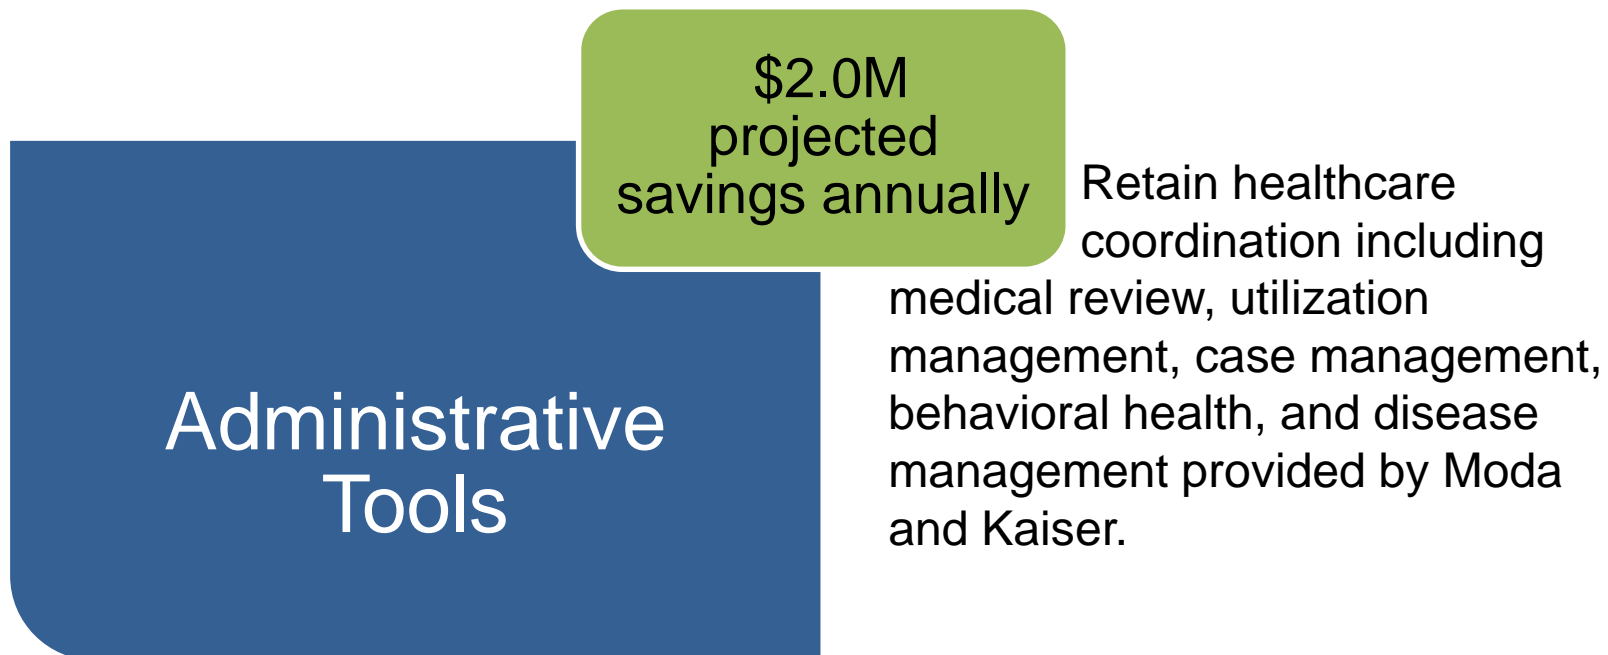 $2.0M
projected
savings annually
Administrative
Tools
Retain healthcare
coordination including
medical review, utilization
management, case management,
behavioral health, and disease
management provided by Moda
and Kaiser.